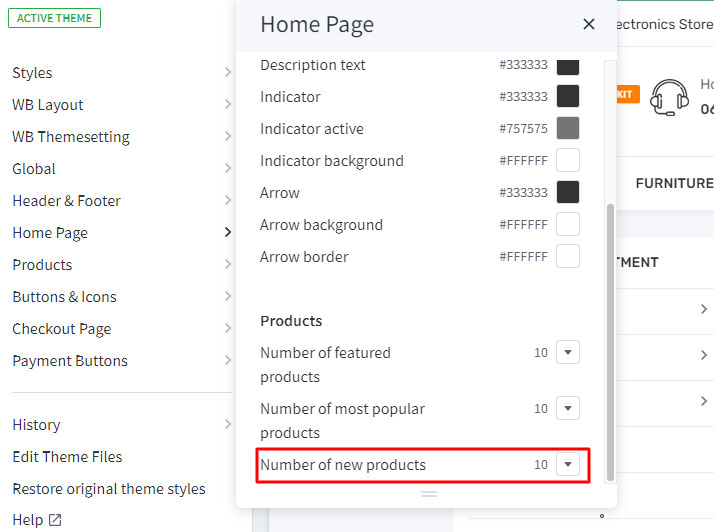 ACTIVE THEME
Styles
WB Layout
WB Themesetting
Global
Header & Footer
Home Page
Products
Buttons & Icons
Checkout Page
Payment Buttons
History
Edit Theme Files
Restore original theme styles
Help
Home Page
Description text #333333
Indicator #333333
Indicator active #757575
Indicator background #FFFFFF
Arrow #333333
Arrow background #FFFFFF
Arrow border #FFFFFF
Products
Number of featured
products 10
Number of most popular
products 10
Number of new products 10
ectronics Store
KIT
Ho
06
FURNITURE
TMENT